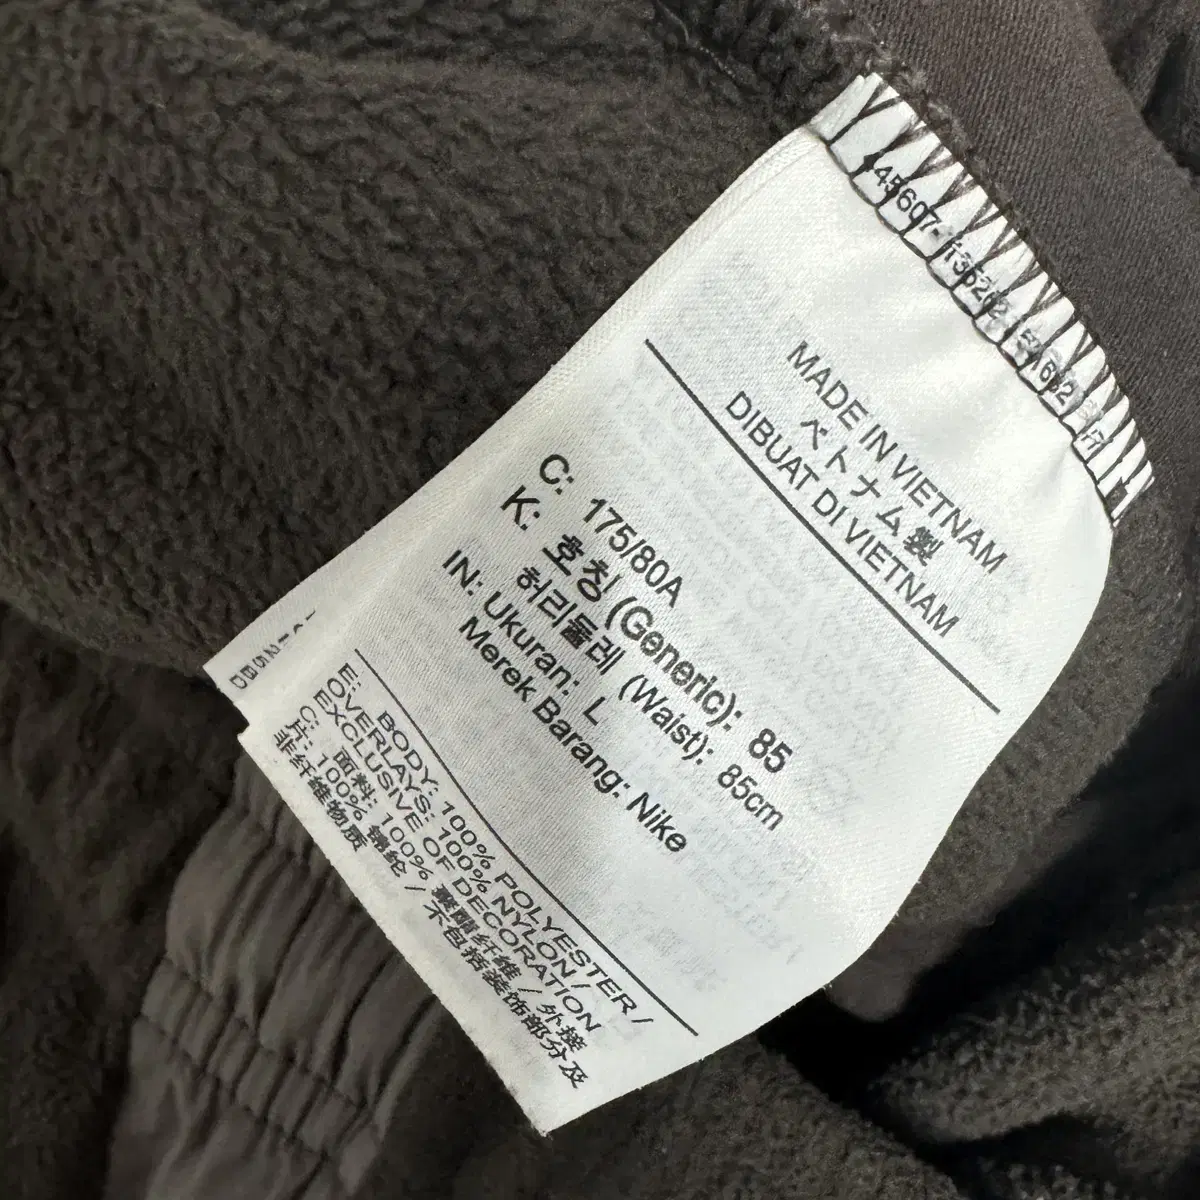 MADE IN VIETNAM
ベトナム製
DIBUAT DI VIETNAM
C: 175/80A
K: 호칭 (Generic): 85
허리둘레 (Waist): 85cm
IN: Ukuran: L
Merek Barang: Nike
E: BODY: 100% POLYESTER/
OVERLAYS: 100% NYLON/
EXCLUSIVE OF DECORATION
C: 面料: 100% 聚酯纤维/外接
片: 100% 锦纶/不包括装饰部分及
非纤维物质